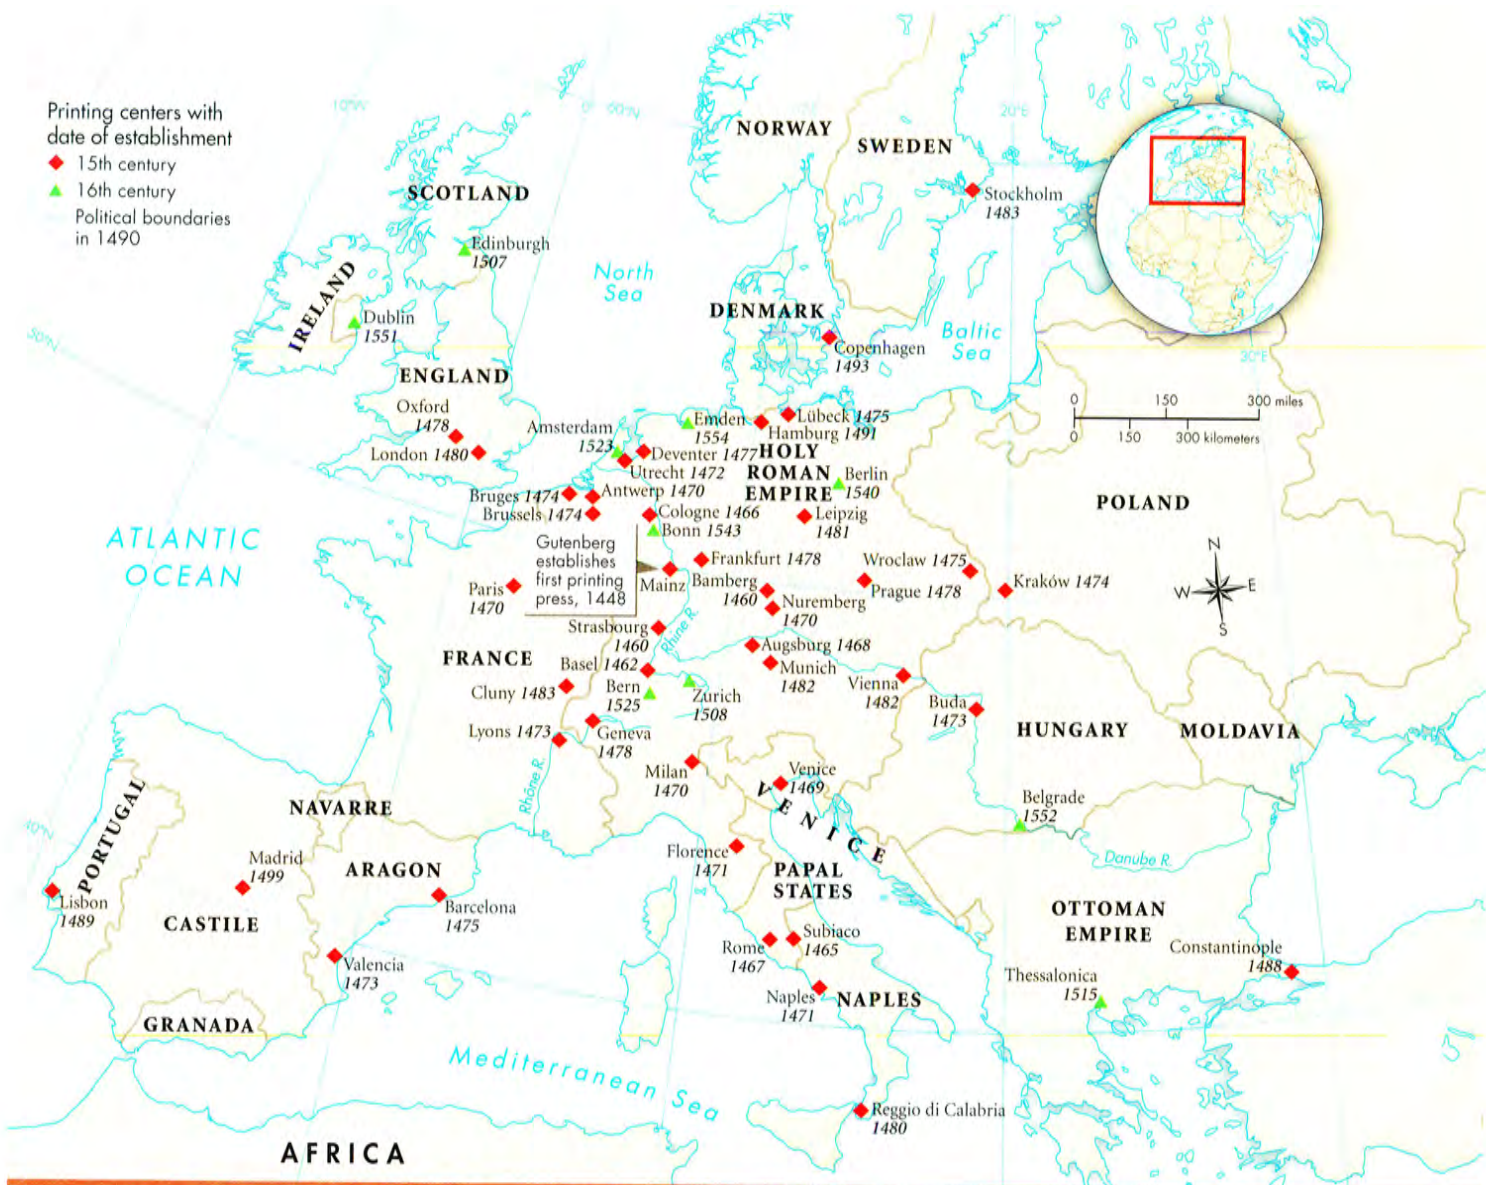 Printing centers with
date of establishment
15th century
16th century
Political boundaries
in 1490
10°W
0°
60°N
10°E
20°E
30°E
50°N
40°N
NORWAY
SWEDEN
Stockholm
1483
SCOTLAND
Edinburgh
1507
North
Sea
IRELAND
Dublin
1551
DENMARK
Copenhagen
1493
Baltic
Sea
ENGLAND
Oxford
1478
London 1480
0 150 300 miles
0 150 300 kilometers
Amsterdam
1523
Emden
1554
Lübeck 1475
Hamburg 1491
Deventer 1477
Utrecht 1472
HOLY
ROMAN
EMPIRE
Berlin
1540
Bruges 1474
Antwerp 1470
Brussels 1474
Cologne 1466
Bonn 1543
Leipzig
1481
POLAND
ATLANTIC
OCEAN
Gutenberg
establishes
first printing
press, 1448
Mainz
Frankfurt 1478
Bamberg
1460
Wroclaw 1475
Prague 1478
Kraków 1474
N
W
E
S
Paris
1470
Nuremberg
1470
Strasbourg
1460
Rhine R.
Augsburg 1468
FRANCE
Basel 1462
Munich
1482
Cluny 1483
Bern
1525
Zurich
1508
Vienna
1482
Buda
1473
Lyons 1473
Geneva
1478
HUNGARY
MOLDAVIA
Milan
1470
Venice
1469
VENICE
Rhône R.
PORTUGAL
NAVARRE
Belgrade
1552
Danube R.
Madrid
1499
ARAGON
Florence
1471
PAPAL
STATES
Lisbon
1489
CASTILE
Barcelona
1475
OTTOMAN
EMPIRE
Rome
1467
Subiaco
1465
Constantinople
1488
Valencia
1473
Thessalonica
1515
Naples
1471
NAPLES
GRANADA
Mediterranean Sea
Reggio di Calabria
1480
AFRICA